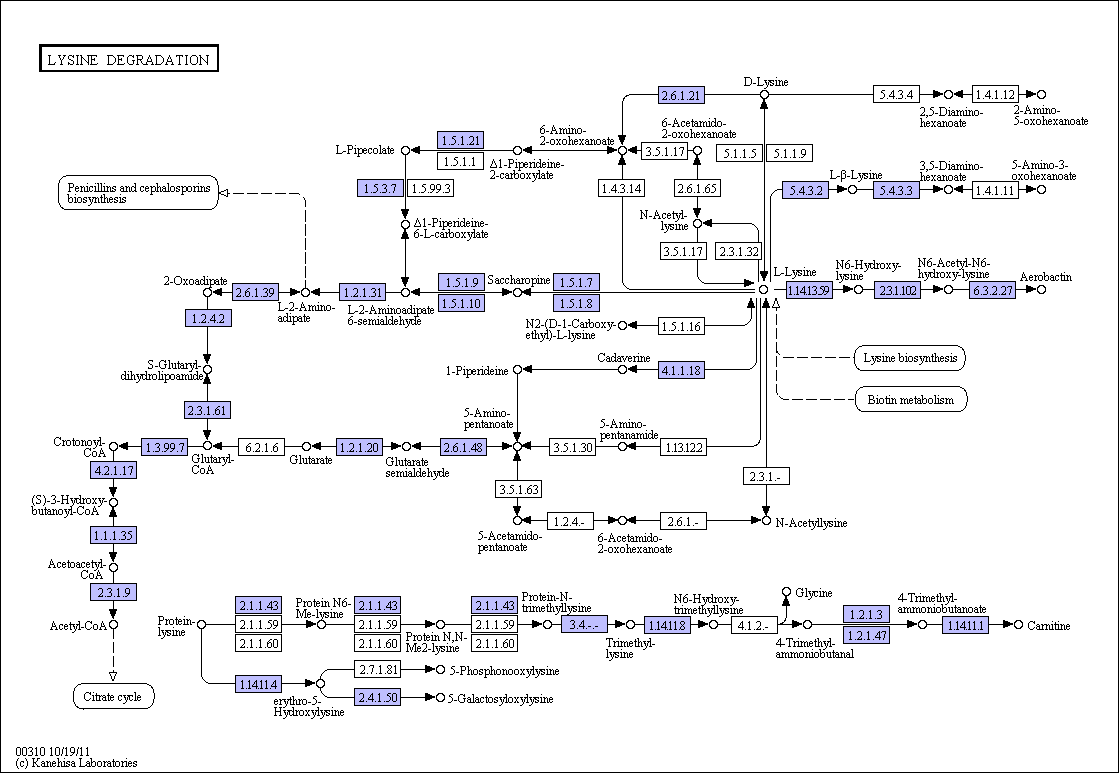 LYSINE DEGRADATION
D-Lysine
2.6.1.21
5.4.3.4
1.4.1.12
2,5-Diamino-
hexanoate
2-Amino-
5-oxohexanoate
6-Amino-
2-oxohexanoate
6-Acetamido-
2-oxohexanoate
L-Pipecolate
1.5.1.21
1.5.1.1
Δ1-Piperideine-
2-carboxylate
3.5.1.17
5.1.1.5
5.1.1.9
Penicillins and cephalosporins
biosynthesis
1.5.3.7
1.5.99.3
1.4.3.14
2.6.1.65
5.4.3.2
L-β-Lysine
5.4.3.3
3,5-Diamino-
hexanoate
1.4.1.11
5-Amino-3-
oxohexanoate
Δ1-Piperideine-
6-L-carboxylate
N-Acetyl-
lysine
3.5.1.17
2.3.1.32
2-Oxoadipate
2.6.1.39
L-2-Amino-
adipate
1.2.1.31
L-2-Aminoadipate
6-semialdehyde
1.5.1.9
1.5.1.10
Saccharopine
1.5.1.7
1.5.1.8
L-Lysine
1.14.13.59
N6-Hydroxy-
lysine
2.3.1.102
N6-Acetyl-N6-
hydroxy-lysine
6.3.2.27
Aerobactin
1.2.4.2
N2-(D-1-Carboxy-
ethyl)-L-lysine
1.5.1.16
S-Glutaryl-
dihydrolipoamide
1-Piperideine
Cadaverine
4.1.1.18
Lysine biosynthesis
Biotin metabolism
2.3.1.61
Crotonoyl-
CoA
1.3.99.7
Glutaryl-
CoA
6.2.1.6
Glutarate
1.2.1.20
Glutarate
semialdehyde
2.6.1.48
5-Amino-
pentanoate
3.5.1.30
5-Amino-
pentanamide
1.13.12.2
4.2.1.17
(S)-3-Hydroxy-
butanoyl-CoA
3.5.1.63
2.3.1.-
1.1.1.35
5-Acetamido-
pentanoate
1.2.4.-
6-Acetamido-
2-oxohexanoate
2.6.1.-
N-Acetyllysine
Acetoacetyl-
CoA
2.3.1.9
Acetyl-CoA
Citrate cycle
Protein-
lysine
2.1.1.43
2.1.1.59
2.1.1.60
Protein N6-
Me-lysine
2.1.1.43
2.1.1.59
2.1.1.60
Protein N,N-
Me2-lysine
2.1.1.43
2.1.1.59
2.1.1.60
Protein-N-
trimethyllysine
3.4.-.-
Trimethyl-
lysine
1.14.11.8
N6-Hydroxy-
trimethyllysine
4.1.2.-
Glycine
4-Trimethyl-
ammoniobutanal
1.2.1.3
1.2.1.47
4-Trimethyl-
ammoniobutanoate
1.14.11.1
Carnitine
1.14.11.4
erythro-5-
Hydroxylysine
2.7.1.81
5-Phosphonooxylysine
2.4.1.50
5-Galactosyloxylysine
00310 10/19/11
(c) Kanehisa Laboratories